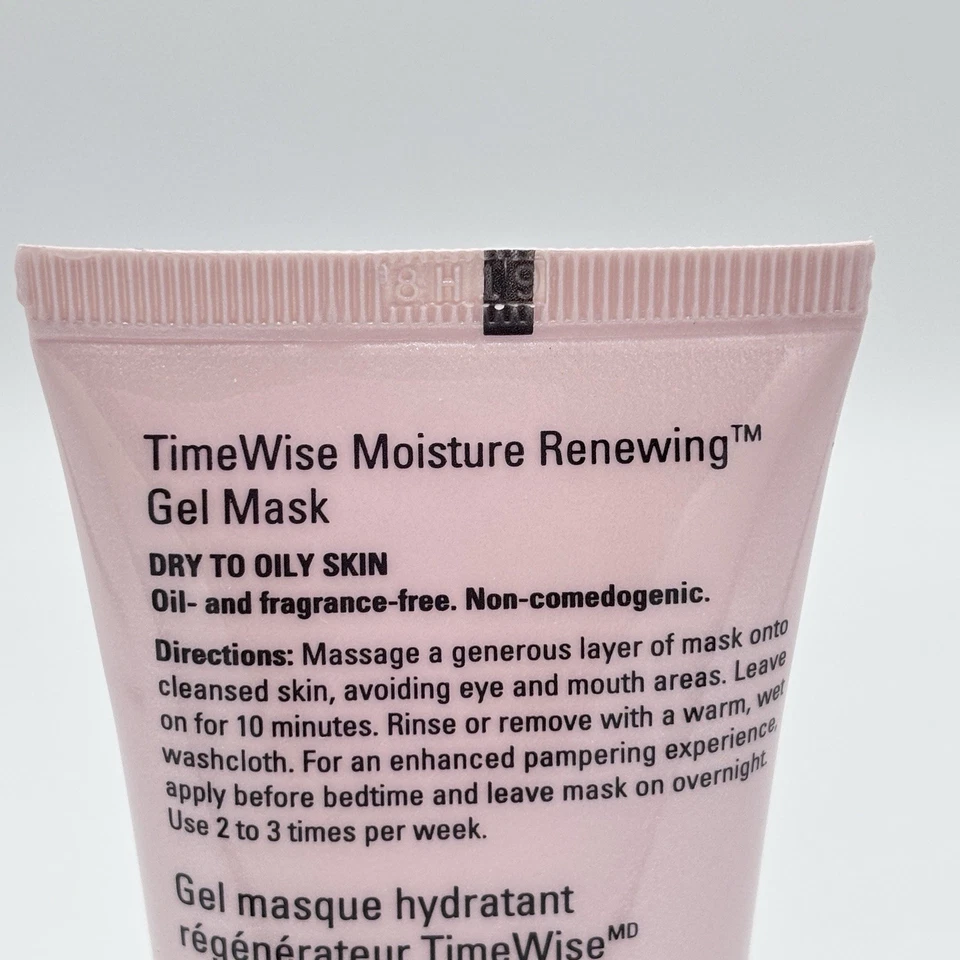 8H19
TimeWise Moisture Renewing™
Gel Mask
DRY TO OILY SKIN
Oil- and fragrance-free. Non-comedogenic.
Directions: Massage a generous layer of mask onto
cleansed skin, avoiding eye and mouth areas. Leave
on for 10 minutes. Rinse or remove with a warm, wet
washcloth. For an enhanced pampering experience,
apply before bedtime and leave mask on overnight.
Use 2 to 3 times per week.
Gel masque hydratant
régénérateur TimeWiseMD